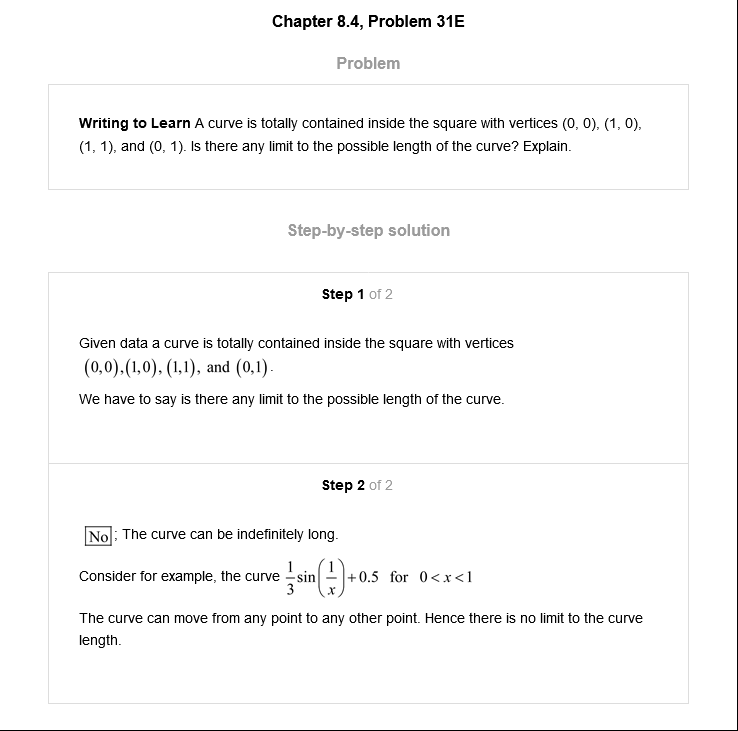 Chapter 8.4, Problem 31E
Problem
Writing to Learn A curve is totally contained inside the square with vertices (0, 0), (1, 0),
(1, 1), and (0, 1). Is there any limit to the possible length of the curve? Explain.
Step-by-step solution
Step 1 of 2
Given data a curve is totally contained inside the square with vertices
(0,0),(1,0),(1,1), and (0,1).
We have to say is there any limit to the possible length of the curve.
Step 2 of 2
No; The curve can be indefinitely long.
Consider for example, the curve 1/3 sin(1/x)+0.5 for 0<x<1
The curve can move from any point to any other point. Hence there is no limit to the curve
length.